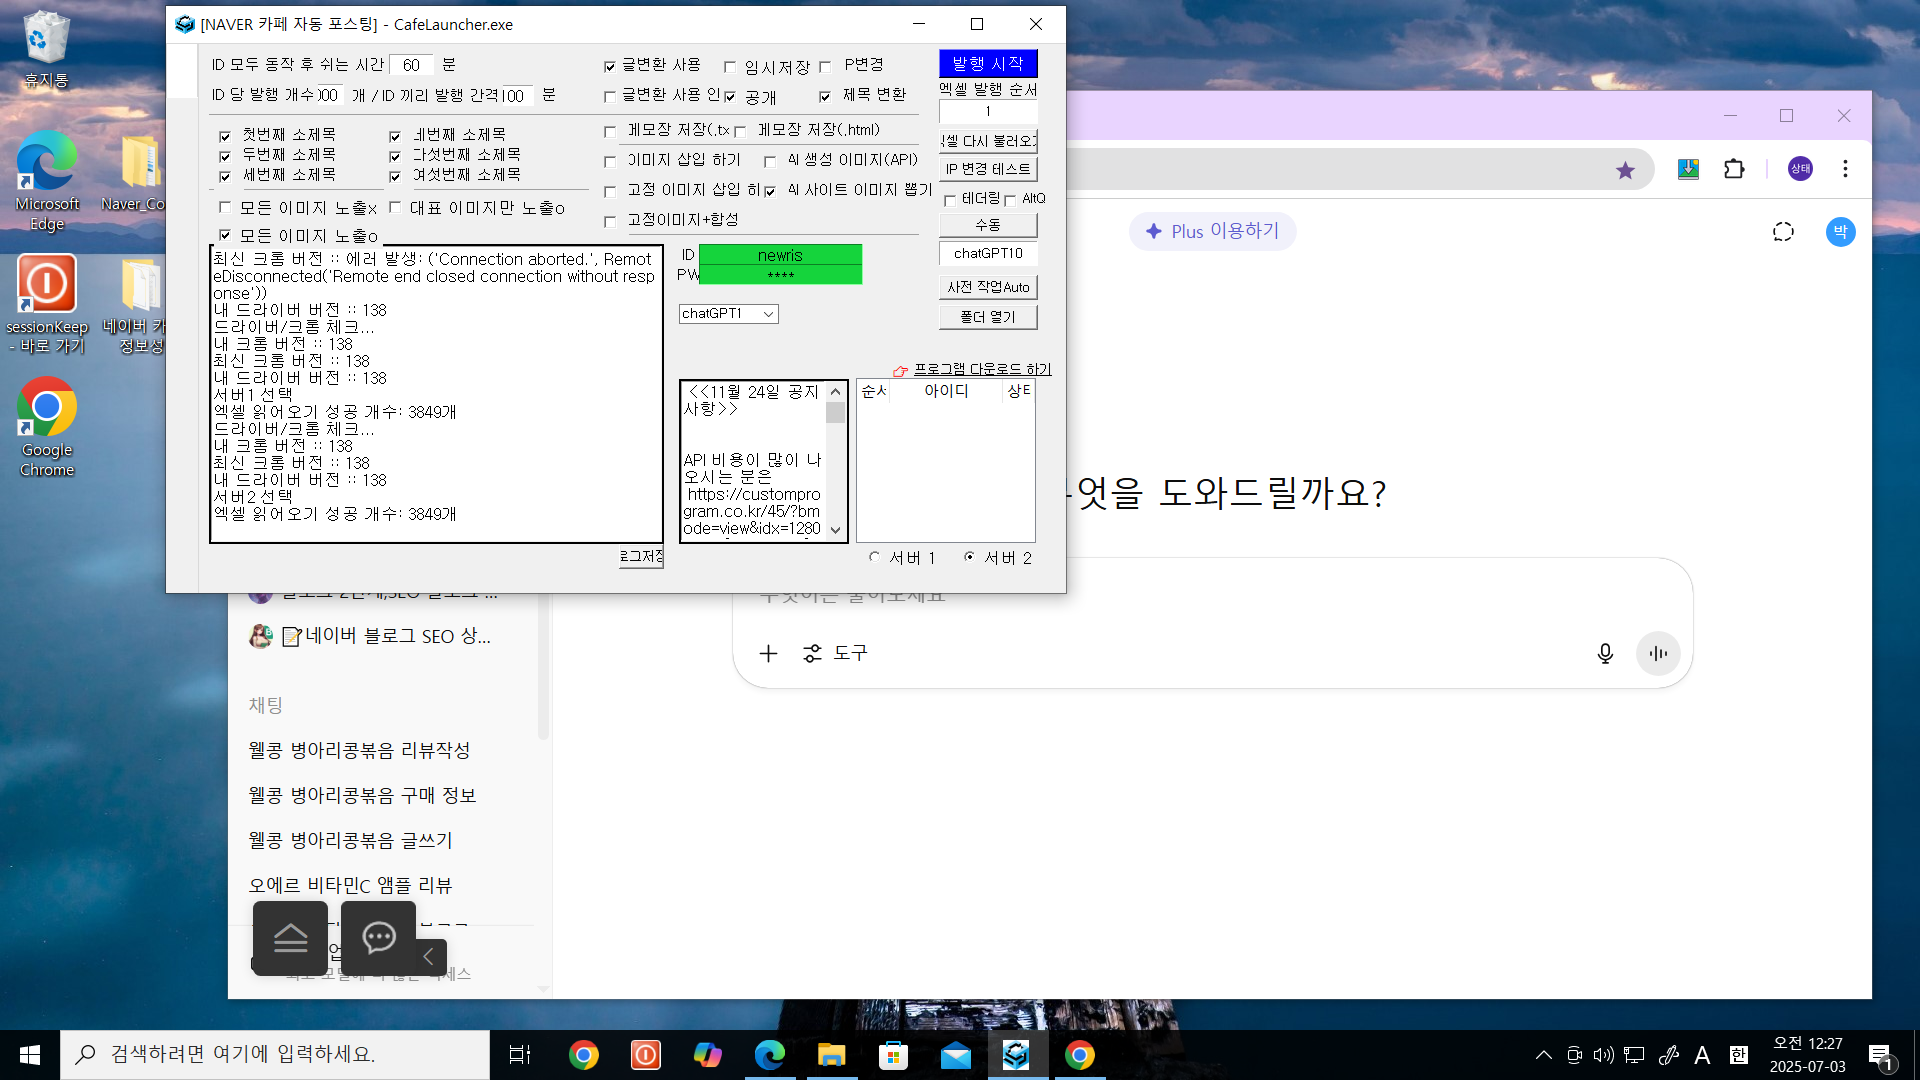 휴지통
Microsoft
Edge
Naver_Co
sessionKeep
- 바로 가기
네이버 카
정보성
Google
Chrome
[NAVER 카페 자동 포스팅] - CafeLauncher.exe
ID 모두 동작 후 쉬는 시간 60 분
ID 당 발행 개수 00 개 / ID 끼리 발행 간격 00 분
글변환 사용 임시저장 P변경
글변환 사용 인 공개 제목 변환
첫번째 소제목 네번째 소제목
두번째 소제목 다섯번째 소제목
세번째 소제목 여섯번째 소제목
모든 이미지 노출x 대표 이미지만 노출o
모든 이미지 노출o
메모장 저장(.tx 메모장 저장(.html)
이미지 삽입 하기 AI 생성 이미지(API)
고정 이미지 삽입 히 AI 사이트 이미지 뽑기
고정이미지+합성
발행 시작
엑셀 발행 순서
1
셀 다시 불러오기
IP 변경 테스트
테더링 AltQ
수동
chatGPT10
사전 작업Auto
폴더 열기
최신 크롬 버전 :: 에러 발생: ('Connection aborted.', Remot
eDisconnected('Remote end closed connection without resp
onse'))
내 드라이버 버전 :: 138
드라이버/크롬 체크...
내 크롬 버전 :: 138
최신 크롬 버전 :: 138
내 드라이버 버전 :: 138
서버1 선택
엑셀 읽어오기 성공 개수: 3849개
드라이버/크롬 체크...
내 크롬 버전 :: 138
최신 크롬 버전 :: 138
내 드라이버 버전 :: 138
서버2 선택
엑셀 읽어오기 성공 개수: 3849개
로그저장
ID newris
PW ****
chatGPT1
프로그램 다운로드 하기
<<11월 24일 공지
사항>>
API 비용이 많이 나
오시는 분은
https://custompro
gram.co.kr/45/?bm
ode=view&idx=1280
순서 아이디 상태
서버 1 서버 2
상태
Plus 이용하기
박
무엇을 도와드릴까요?
무엇이든 물어보세요
도구
블로그 2단계,SEO 블로그 ...
📝네이버 블로그 SEO 상...
채팅
웰콩 병아리콩볶음 리뷰작성
웰콩 병아리콩볶음 구매 정보
웰콩 병아리콩볶음 글쓰기
오에르 비타민C 앰플 리뷰
업
검색하려면 여기에 입력하세요.
A
한
오전 12:27
2025-07-03
1